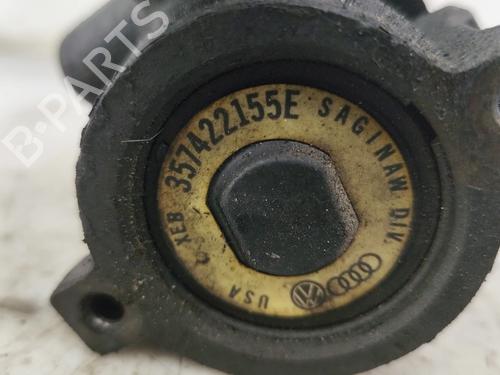 B-PARTS
357422155E
SAGINAW DIV.
XEB
USA